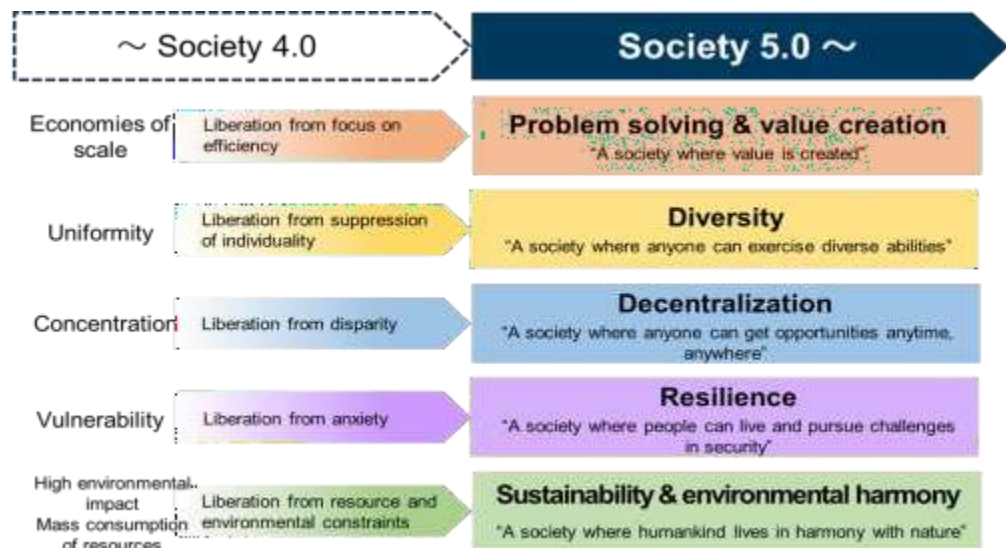 ～ Society 4.0
Society 5.0 ～
Economies of
scale
Liberation from focus on
efficiency
Problem solving & value creation
“A society where value is created”
Uniformity
Liberation from suppression
of individuality
Diversity
“A society where anyone can exercise diverse abilities”
Concentration
Liberation from disparity
Decentralization
“A society where anyone can get opportunities anytime,
anywhere”
Vulnerability
Liberation from anxiety
Resilience
“A society where people can live and pursue challenges
in security”
High environmental
impact
Mass consumption
of resources
Liberation from resource and
environmental constraints
Sustainability & environmental harmony
“A society where humankind lives in harmony with nature”